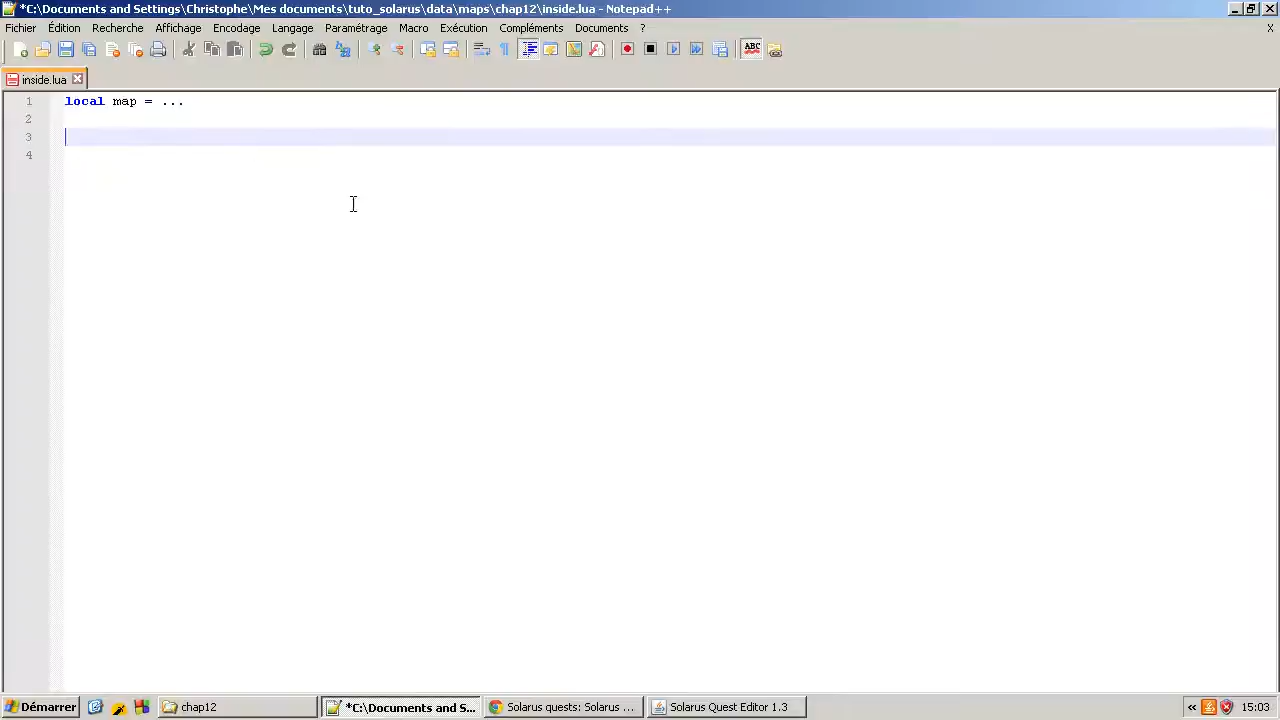 *C:\Documents and Settings\Christophe\Mes documents\tuto_solarus\data\maps\chap12\inside.lua - Notepad++
Fichier Édition Recherche Affichage Encodage Langage Paramétrage Macro Exécution Compléments Documents ? X
ABC
inside.lua
1 local map = ...
2
3
4
Démarrer chap12 *C:\Documents and S... Solarus quests: Solarus ... Solarus Quest Editor 1.3 « 15:03